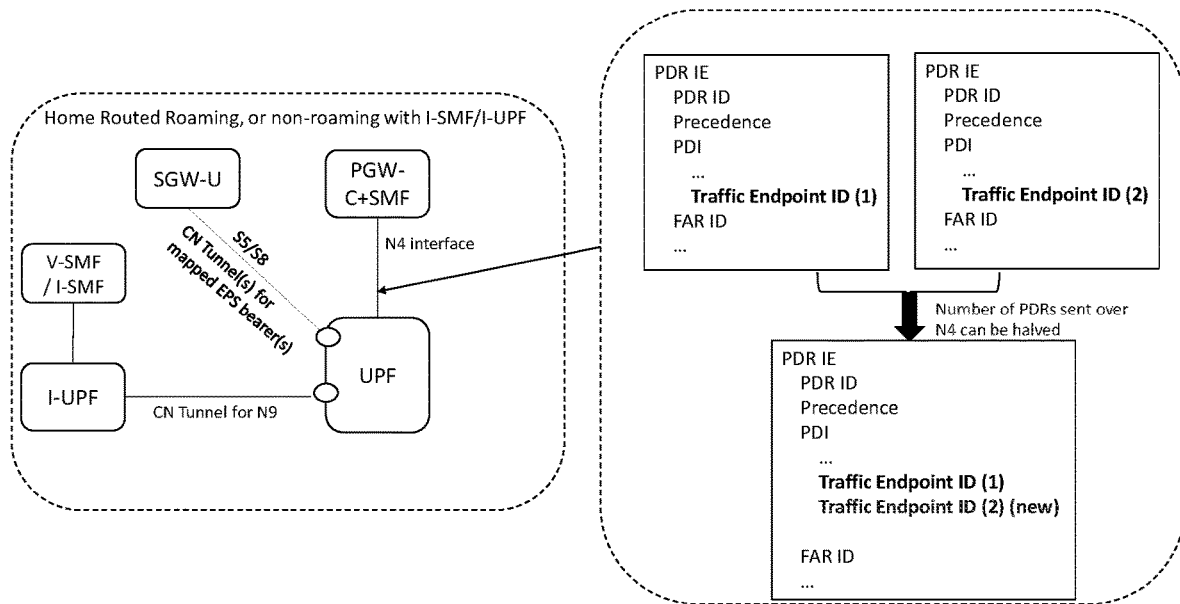 Home Routed Roaming, or non-roaming with I-SMF/I-UPF
SGW-U
PGW-
C+SMF
S5/S8
CN Tunnel(s) for
mapped EPS bearer(s)
N4 interface
V-SMF
/ I-SMF
I-UPF
CN Tunnel for N9
UPF
PDR IE
PDR ID
Precedence
PDI
...
Traffic Endpoint ID (1)
FAR ID
...
PDR IE
PDR ID
Precedence
PDI
...
Traffic Endpoint ID (2)
FAR ID
...
Number of PDRs sent over
N4 can be halved
PDR IE
PDR ID
Precedence
PDI
...
Traffic Endpoint ID (1)
Traffic Endpoint ID (2) (new)
FAR ID
...